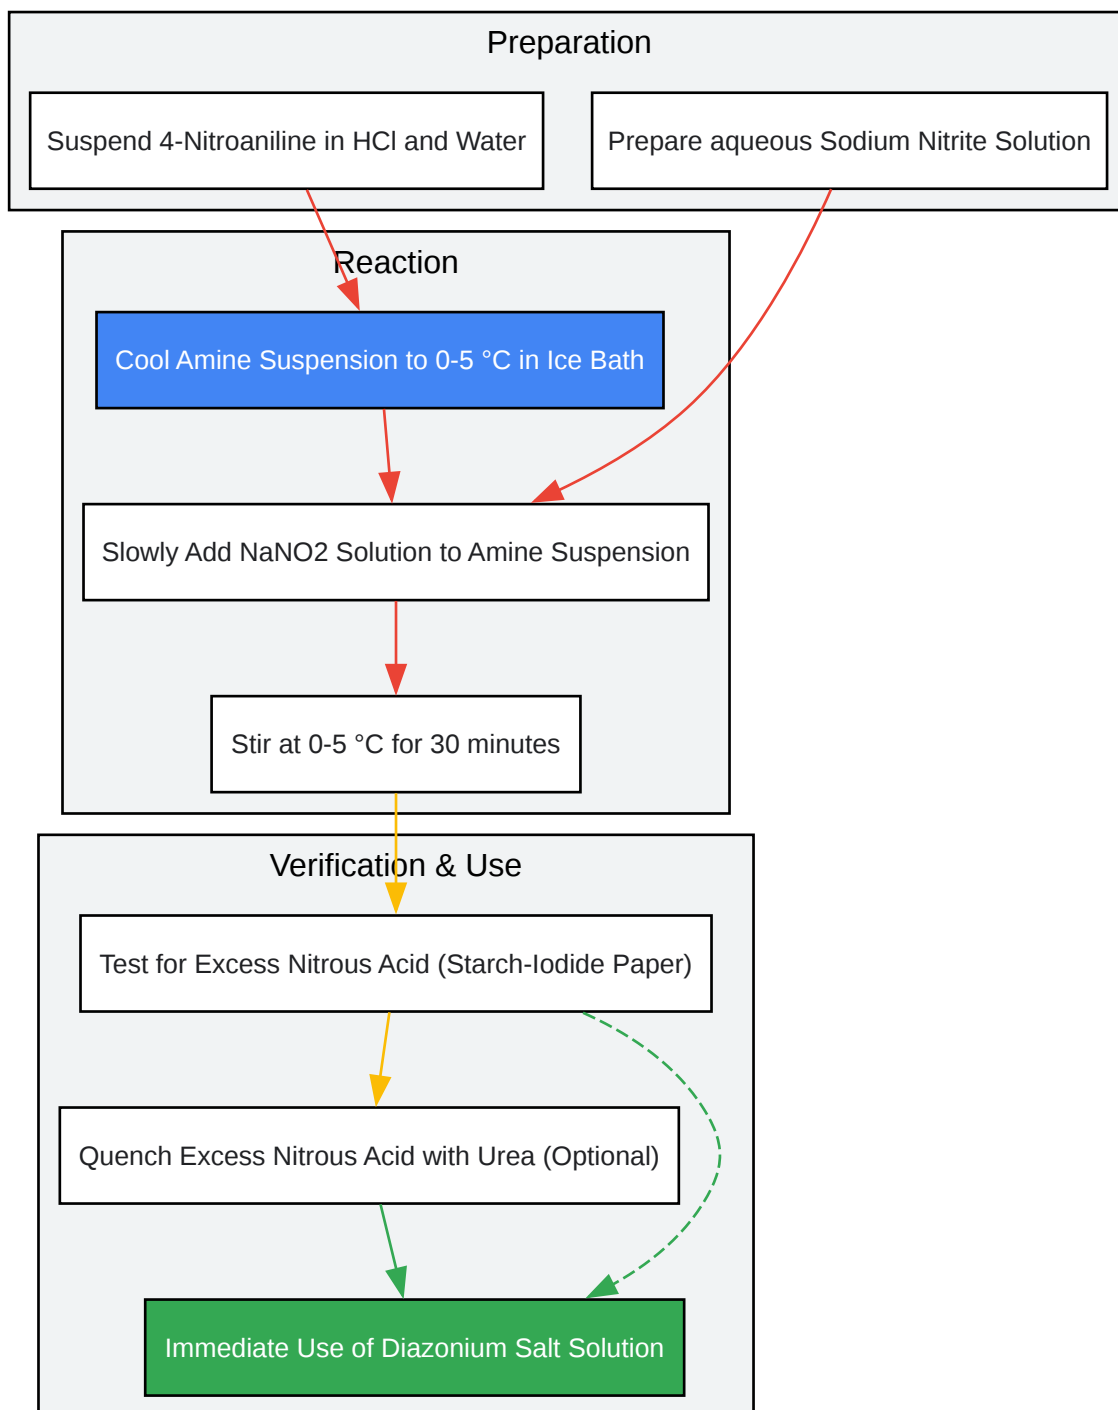 Preparation
Suspend 4-Nitroaniline in HCl and Water
Prepare aqueous Sodium Nitrite Solution
Reaction
Cool Amine Suspension to 0-5 °C in Ice Bath
Slowly Add NaNO2 Solution to Amine Suspension
Stir at 0-5 °C for 30 minutes
Verification & Use
Test for Excess Nitrous Acid (Starch-Iodide Paper)
Quench Excess Nitrous Acid with Urea (Optional)
Immediate Use of Diazonium Salt Solution